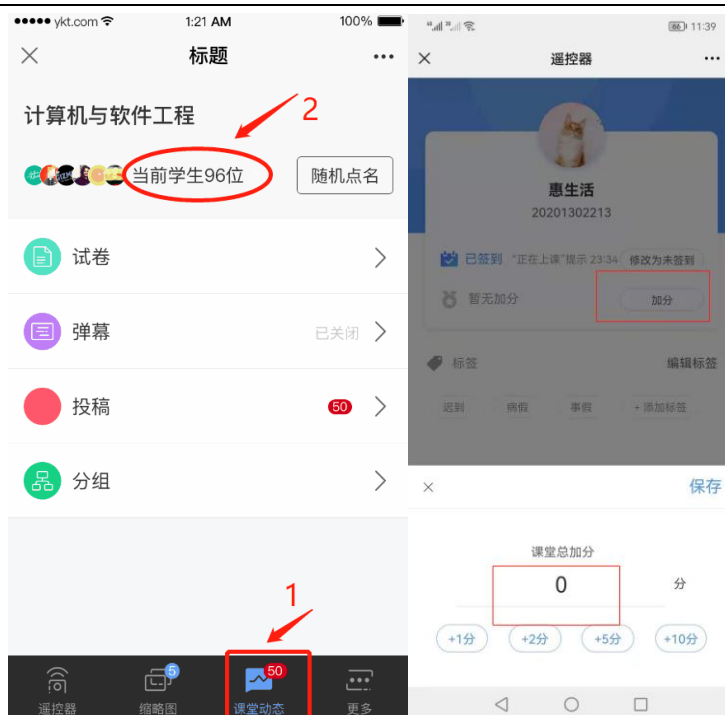 ykt.com 1:21 AM 100%
标题
计算机与软件工程
2
当前学生96位
随机点名
试卷
弹幕 已关闭
投稿 50
分组
1
5
50
遥控器 缩略图 课堂动态 更多
66 11:39
遥控器
惠生活
20201302213
已签到 "正在上课"提示 23:34 修改为未签到
暂无加分 加分
标签 编辑标签
迟到 病假 事假 +添加标签
保存
课堂总加分
0 分
+1分 +2分 +5分 +10分